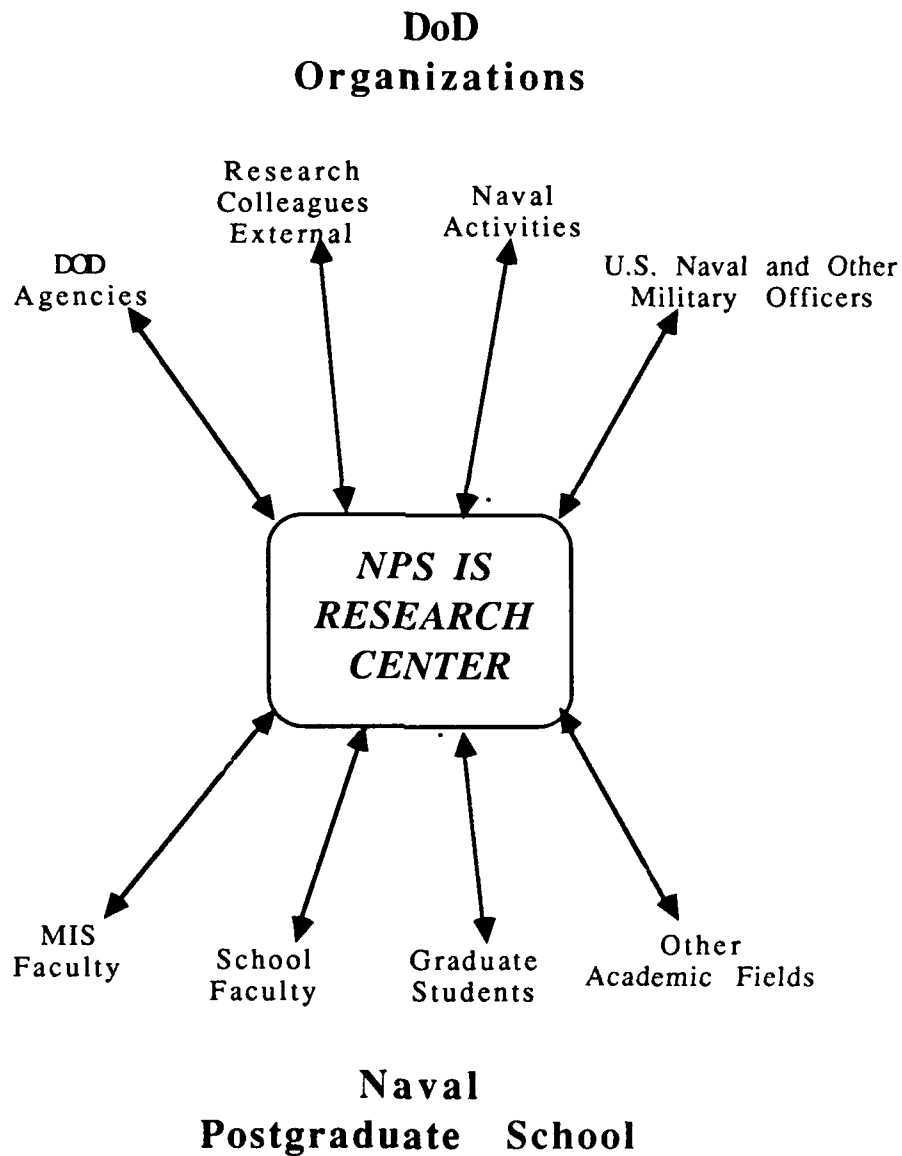 DoD
Organizations
Research
Colleagues
External
Naval
Activities
DOD
Agencies
U.S. Naval and Other
Military Officers
NPS IS
RESEARCH
CENTER
MIS
Faculty
School
Faculty
Graduate
Students
Other
Academic Fields
Naval
Postgraduate School